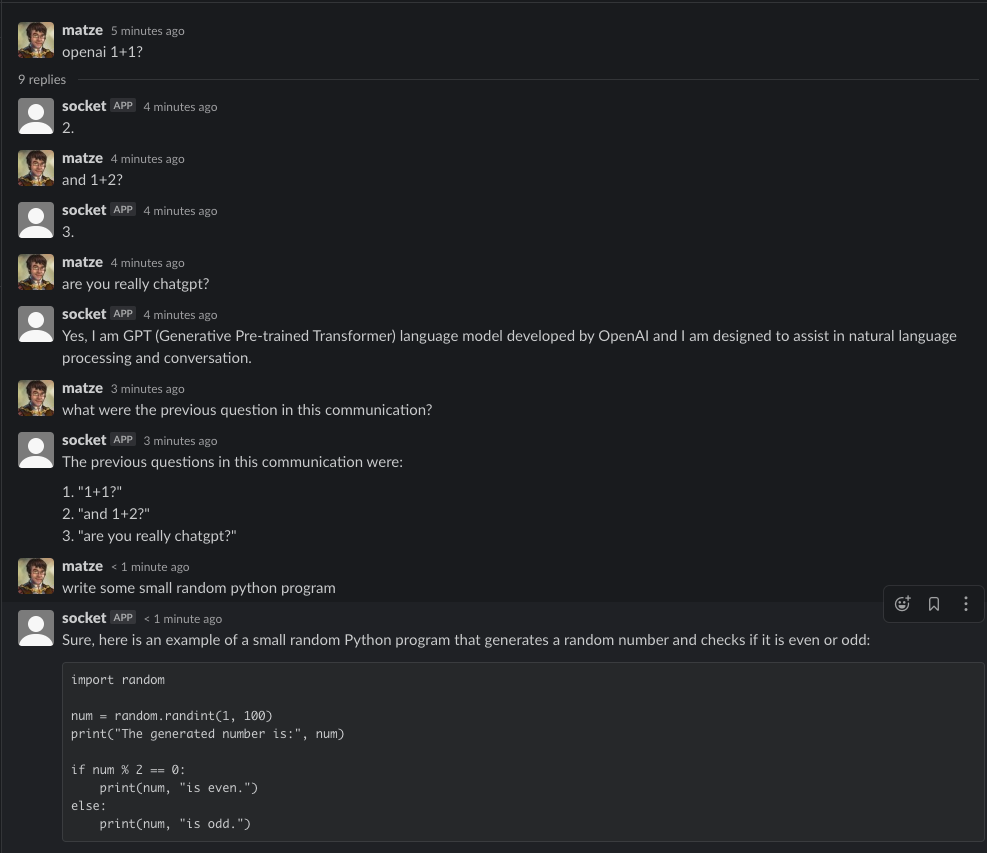 matze 5 minutes ago
openai 1+1?
9 replies
socket APP 4 minutes ago
2.
matze 4 minutes ago
and 1+2?
socket APP 4 minutes ago
3.
matze 4 minutes ago
are you really chatgpt?
socket APP 4 minutes ago
Yes, I am GPT (Generative Pre-trained Transformer) language model developed by OpenAI and I am designed to assist in natural language
processing and conversation.
matze 3 minutes ago
what were the previous question in this communication?
socket APP 3 minutes ago
The previous questions in this communication were:
1. "1+1?"
2. "and 1+2?"
3. "are you really chatgpt?"
matze < 1 minute ago
write some small random python program
socket APP < 1 minute ago
Sure, here is an example of a small random Python program that generates a random number and checks if it is even or odd:
import random
num = random.randint(1, 100)
print("The generated number is:", num)
if num % 2 == 0:
    print(num, "is even.")
else:
    print(num, "is odd.")